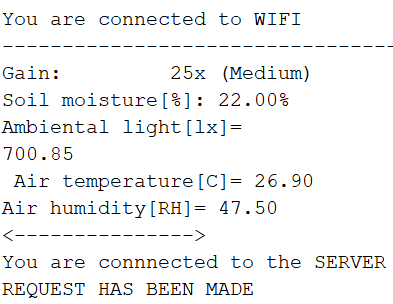 You are connected to WIFI
---------------------------------
Gain:         25x (Medium)
Soil moisture[%]: 22.00%
Ambiental light[lx]=
700.85
 Air temperature[C]= 26.90
Air humidity[RH]= 47.50
<--------------->
You are connnected to the SERVER
REQUEST HAS BEEN MADE